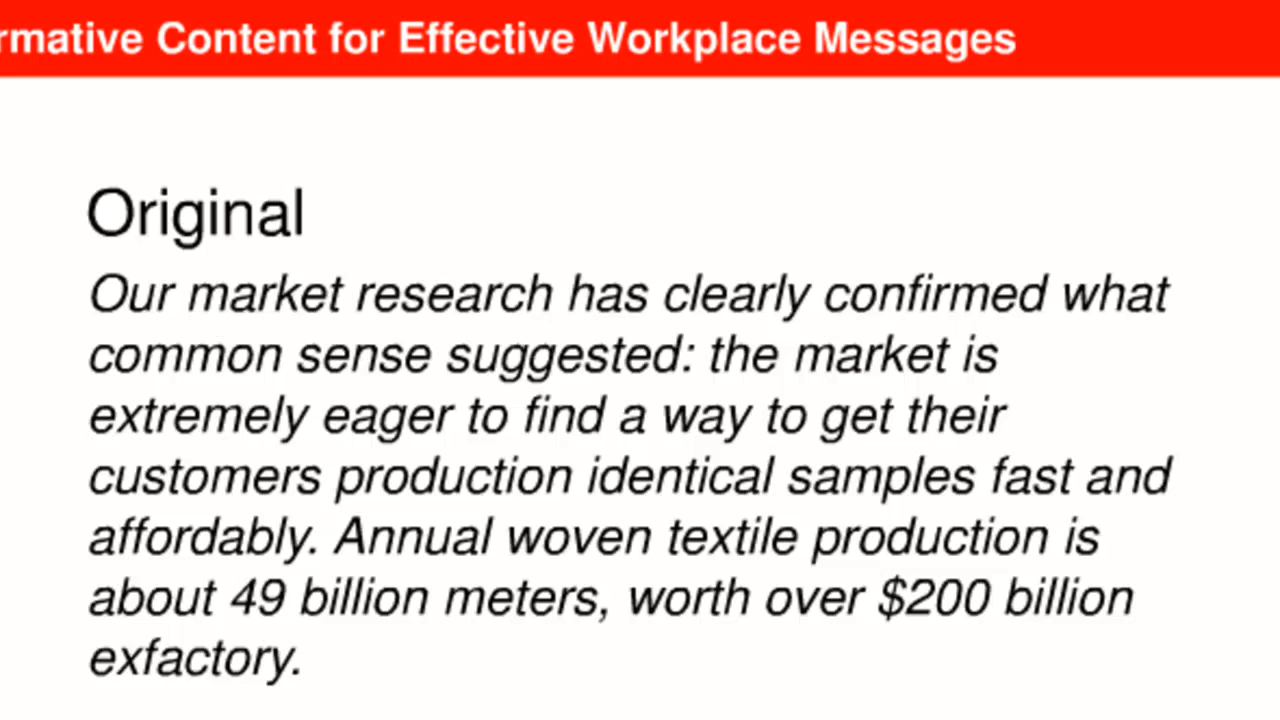 rmative Content for Effective Workplace Messages
Original
Our market research has clearly confirmed what
common sense suggested: the market is
extremely eager to find a way to get their
customers production identical samples fast and
affordably. Annual woven textile production is
about 49 billion meters, worth over $200 billion
exfactory.